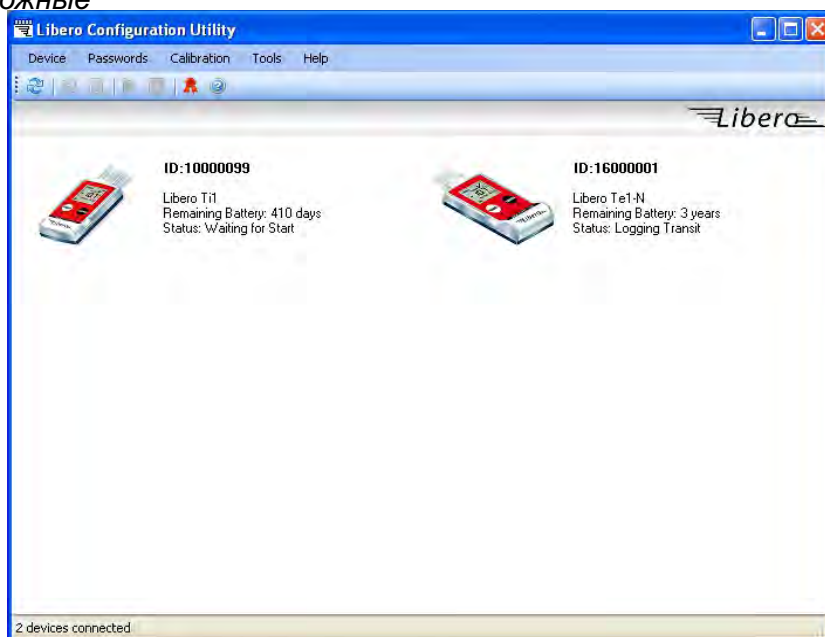 Libero Configuration Utility
Device Passwords Calibration Tools Help
Libero
ID:10000099
Libero Ti1
Remaining Battery: 410 days
Status: Waiting for Start
ID:16000001
Libero Te1-N
Remaining Battery: 3 years
Status: Logging Transit
2 devices connected